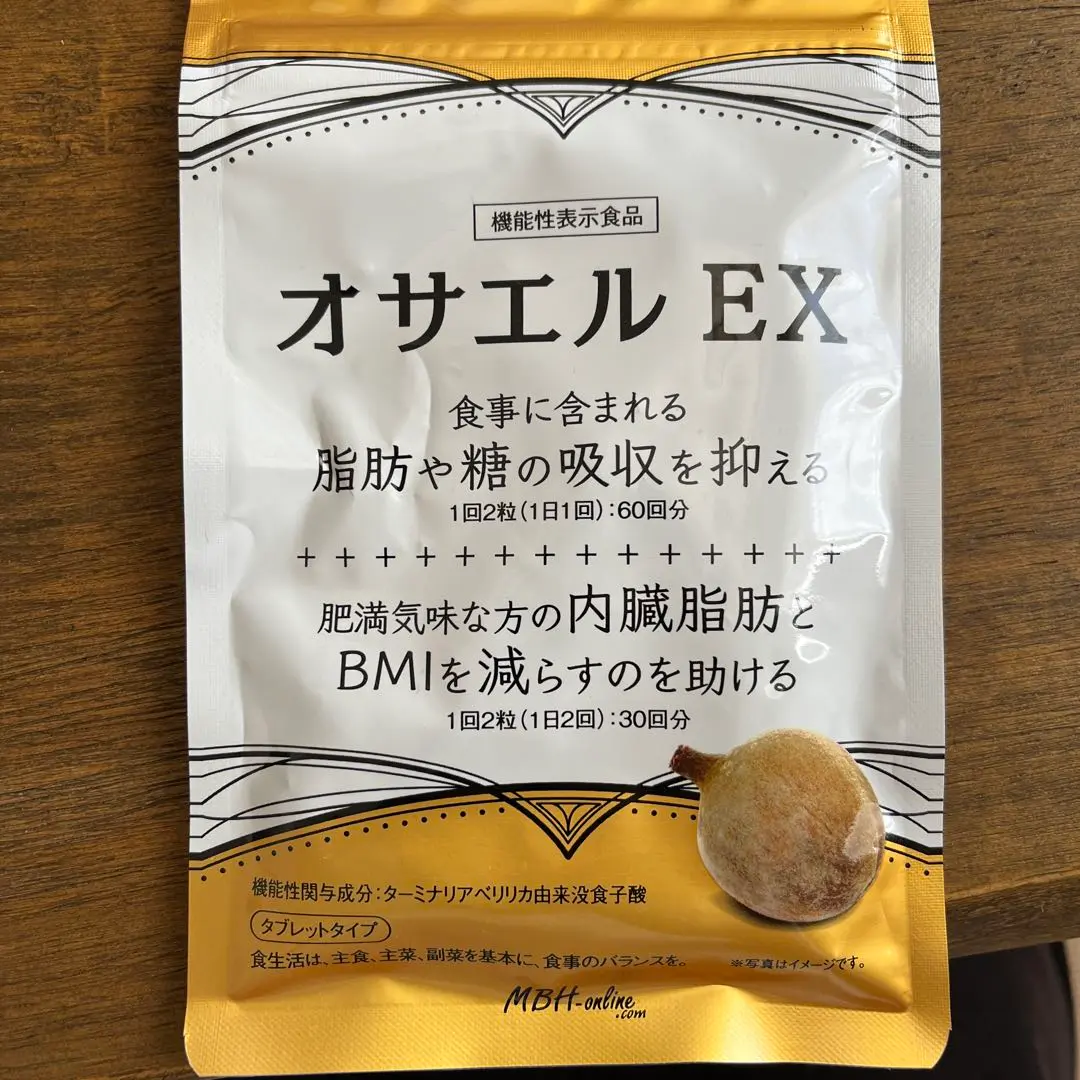 機能性表示食品
オサエル EX
食事に含まれる
脂肪や糖の吸収を抑える
1回2粒(1日1回):60回分
+ + + + + + + + + + + + + +
肥満気味な方の内臓脂肪と
BMIを減らすのを助ける
1回2粒(1日2回):30回分
機能性関与成分:ターミナリアベリリカ由来没食子酸
タブレットタイプ
食生活は、主食、主菜、副菜を基本に、食事のバランスを。
※写真はイメージです。
MBH-online
.com